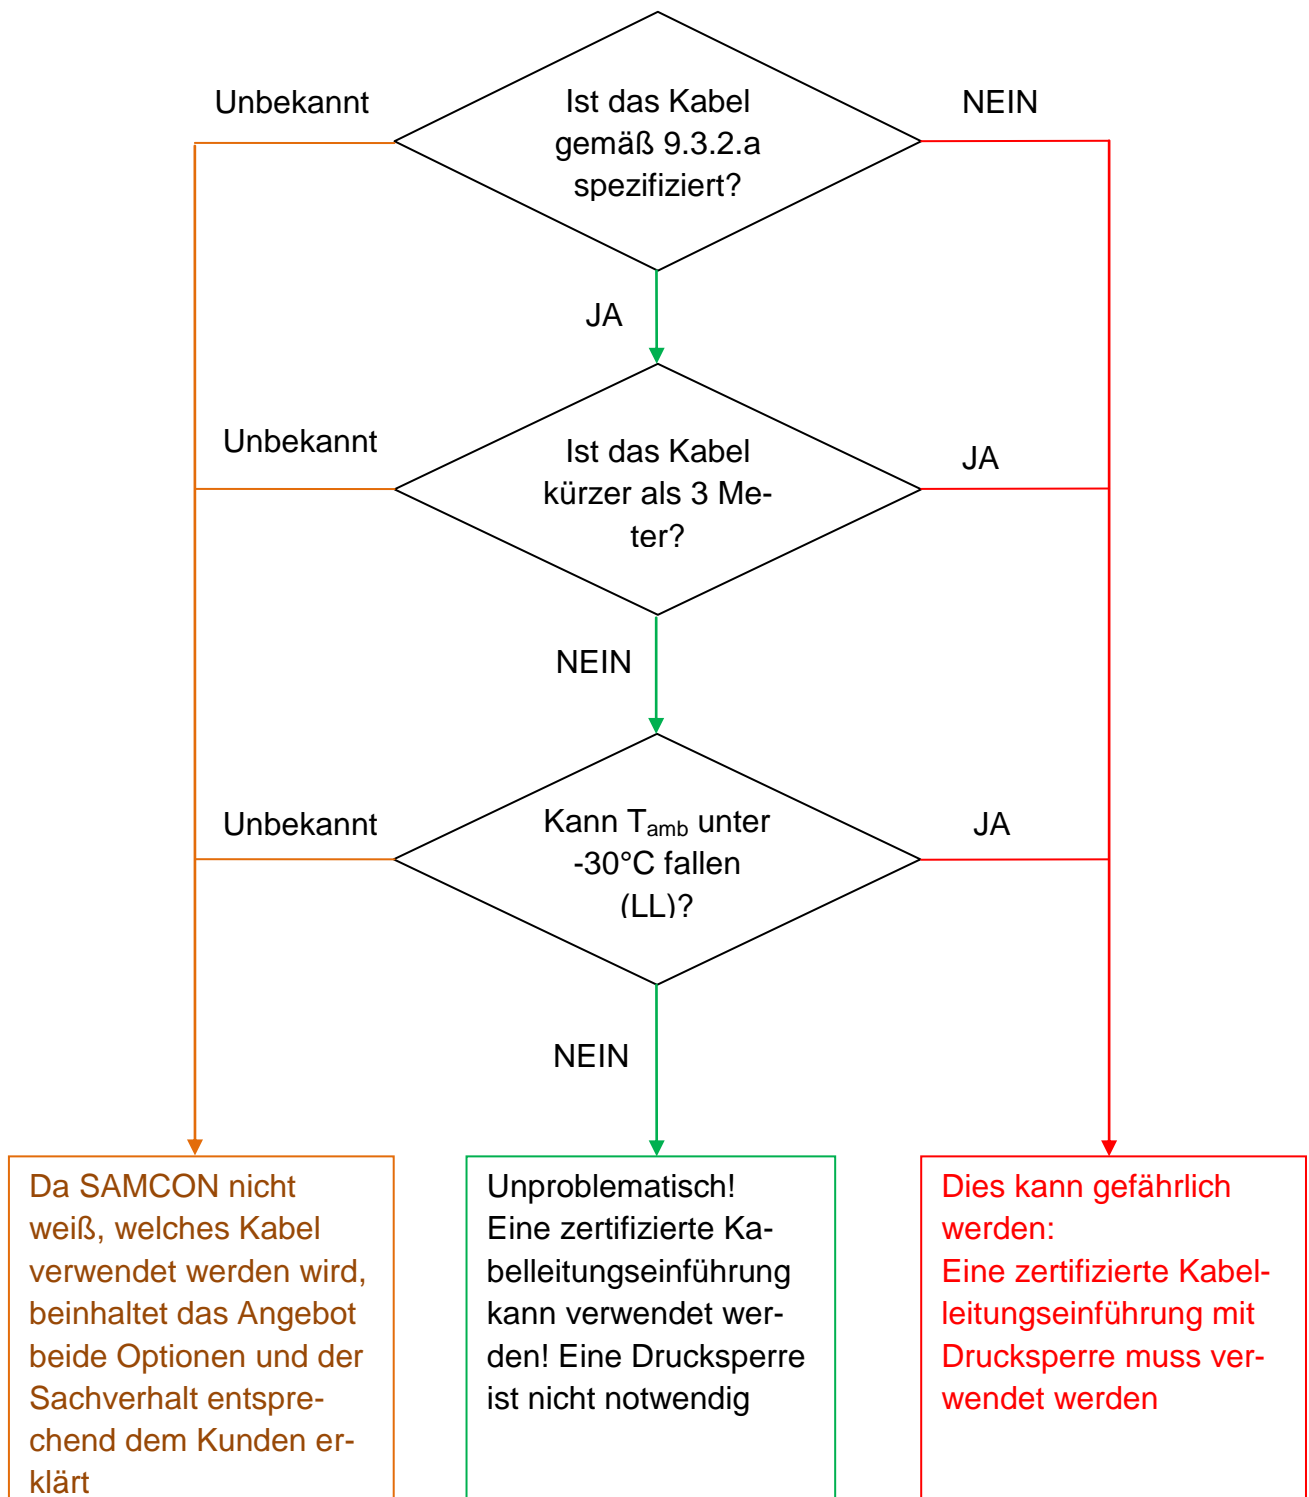 Unbekannt
Ist das Kabel
gemäß 9.3.2.a
spezifiziert?
NEIN
JA
Unbekannt
Ist das Kabel
kürzer als 3 Me-
ter?
JA
NEIN
Unbekannt
Kann Tamb unter
-30°C fallen
(LL)?
JA
NEIN
Da SAMCON nicht
weiß, welches Kabel
verwendet werden wird,
beinhaltet das Angebot
beide Optionen und der
Sachverhalt entspre-
chend dem Kunden er-
klärt
Unproblematisch!
Eine zertifizierte Ka-
belleitungseinführung
kann verwendet wer-
den! Eine Drucksperre
ist nicht notwendig
Dies kann gefährlich
werden:
Eine zertifizierte Kabel-
leitungseinführung mit
Drucksperre muss ver-
wendet werden